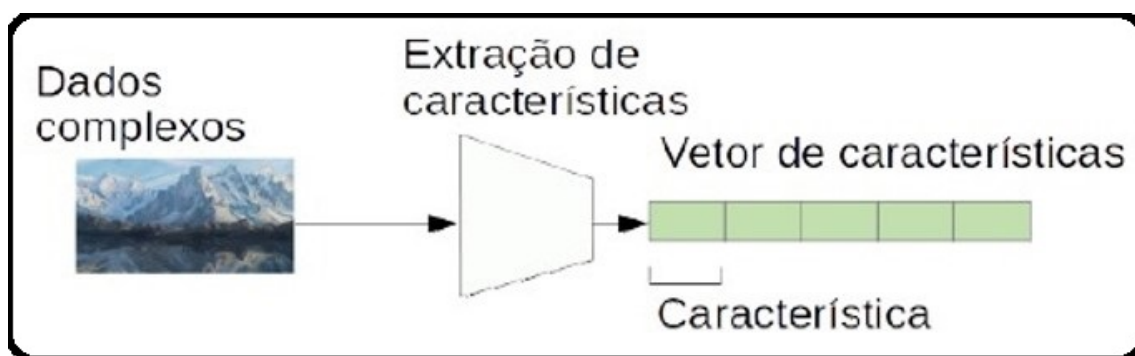 Dados
complexos
Extração de
características
Vetor de características
Característica